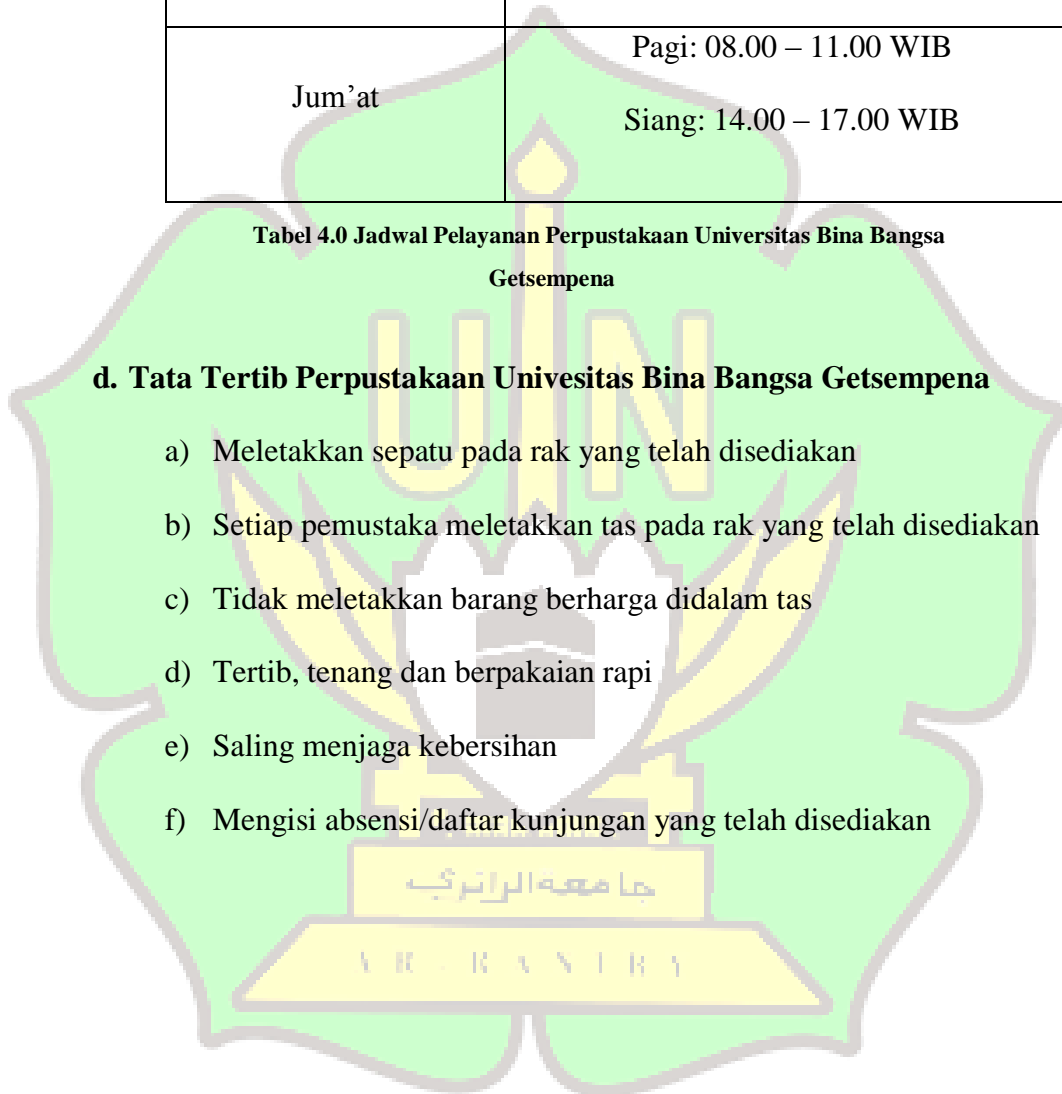 Pagi: 08.00 – 11.00 WIB
Jum’at
Siang: 14.00 – 17.00 WIB
Tabel 4.0 Jadwal Pelayanan Perpustakaan Universitas Bina Bangsa
Getsempena
d. Tata Tertib Perpustakaan Univesitas Bina Bangsa Getsempena
a) Meletakkan sepatu pada rak yang telah disediakan
b) Setiap pemustaka meletakkan tas pada rak yang telah disediakan
c) Tidak meletakkan barang berharga didalam tas
d) Tertib, tenang dan berpakaian rapi
e) Saling menjaga kebersihan
f) Mengisi absensi/daftar kunjungan yang telah disediakan
UIN
جامعة الرانري
AR - RANIRY